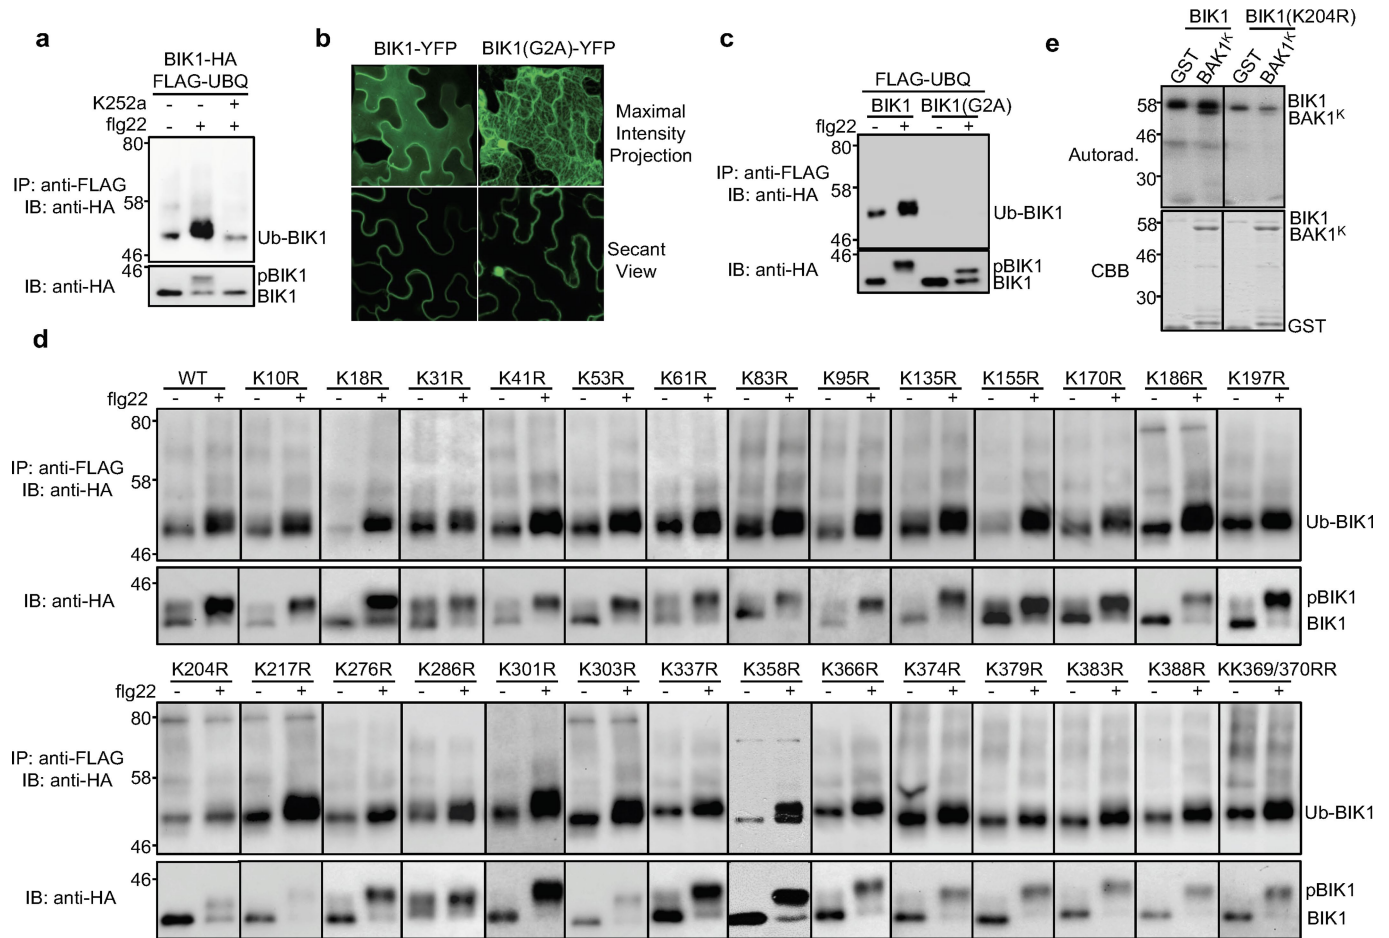 a
BIK1-HA
FLAG-UBQ
K252a - - +
flg22 - + +
80
IP: anti-FLAG
IB: anti-HA
58
Ub-BIK1
46
46
IB: anti-HA
pBIK1
BIK1
b
BIK1-YFP BIK1(G2A)-YFP
Maximal
Intensity
Projection
Secant
View
c
FLAG-UBQ
BIK1 BIK1(G2A)
flg22 - + - +
80
IP: anti-FLAG
IB: anti-HA
58
Ub-BIK1
46
46
IB: anti-HA
pBIK1
BIK1
e
BIK1 BIK1(K204R)
GST BAK1K GST BAK1K
58
BIK1
BAK1K
46
Autorad.
30
58
BIK1
BAK1K
46
CBB
30
GST
d
WT K10R K18R K31R K41R K53R K61R K83R K95R K135R K155R K170R K186R K197R
flg22 - + - + - + - + - + - + - + - + - + - + - + - + - + - +
80
IP: anti-FLAG
IB: anti-HA
58
Ub-BIK1
46
46
IB: anti-HA
pBIK1
BIK1
K204R K217R K276R K286R K301R K303R K337R K358R K366R K374R K379R K383R K388R KK369/370RR
flg22 - + - + - + - + - + - + - + - + - + - + - + - + - + - +
80
IP: anti-FLAG
IB: anti-HA
58
Ub-BIK1
46
46
IB: anti-HA
pBIK1
BIK1